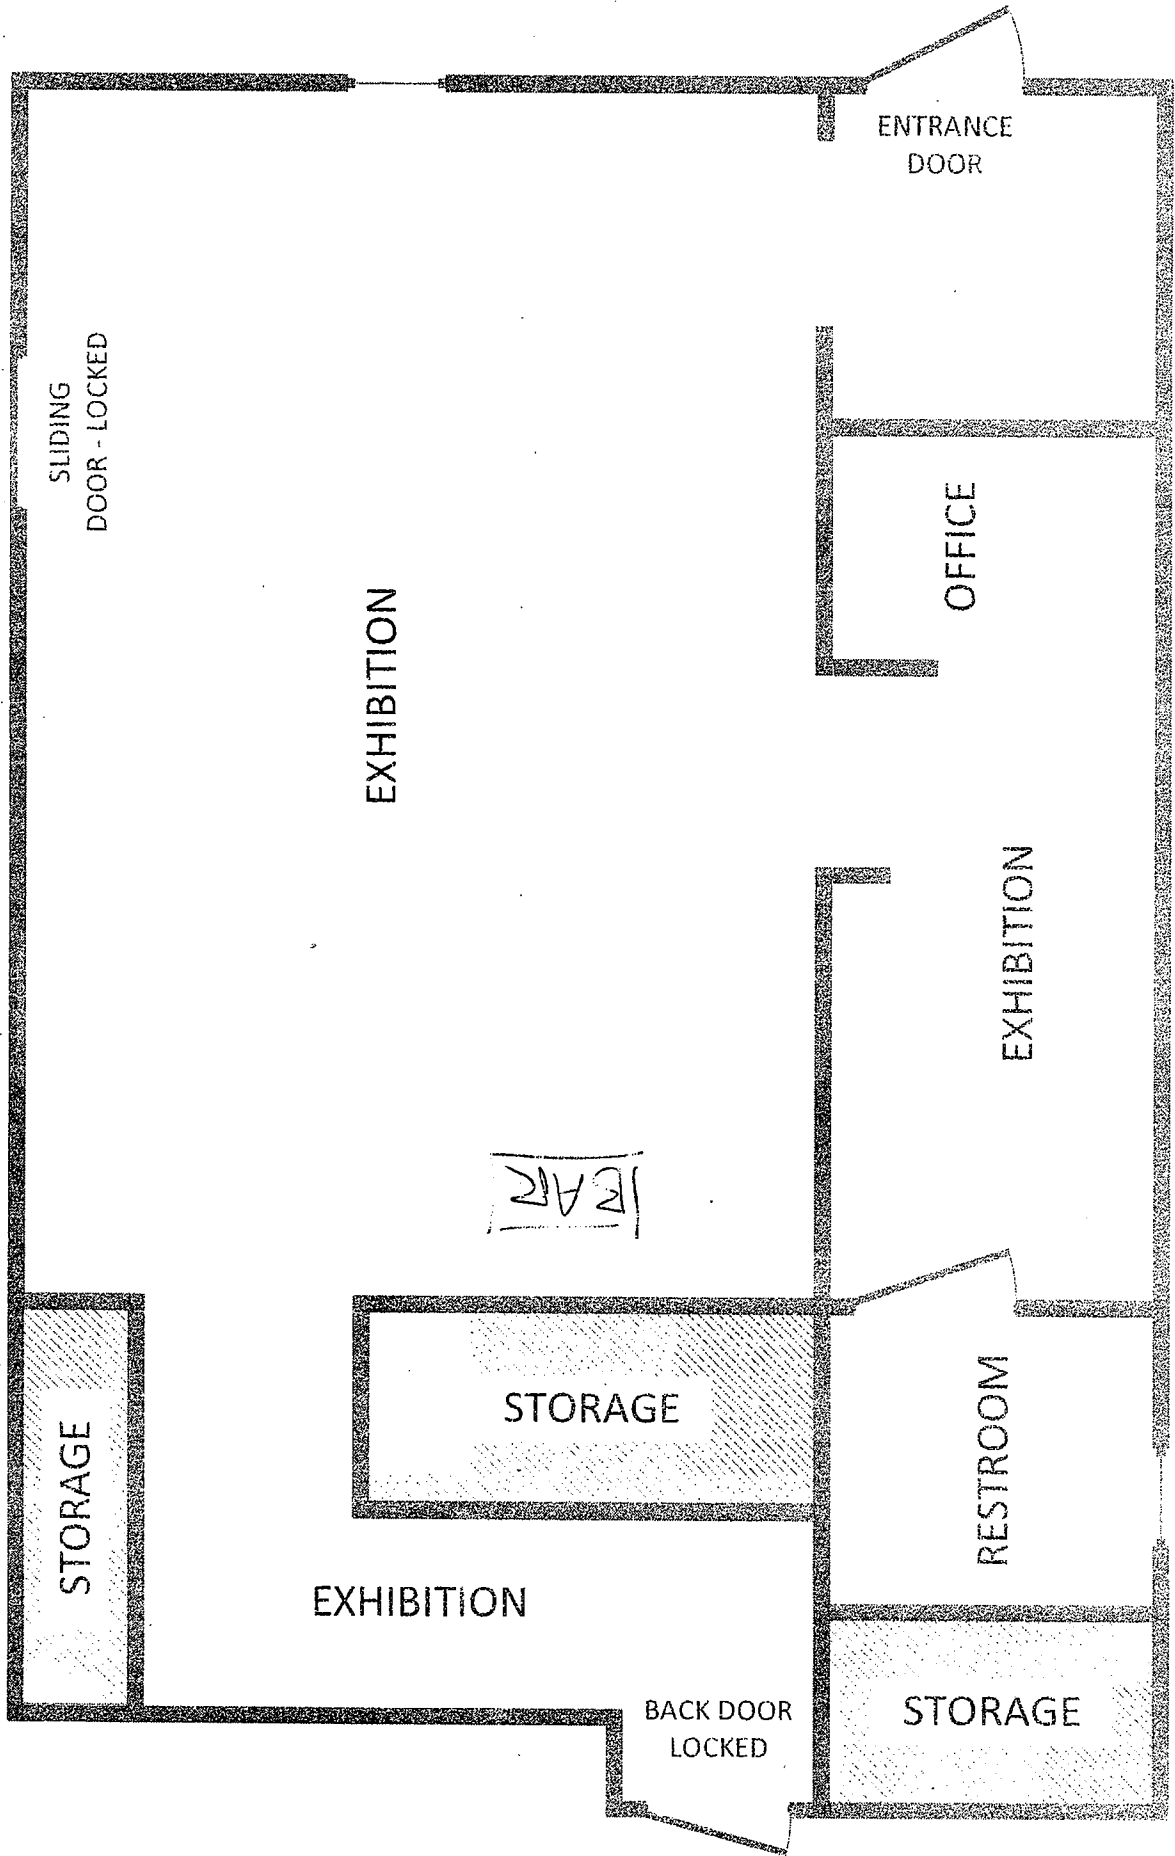 ENTRANCE
DOOR
SLIDING
DOOR - LOCKED
OFFICE
EXHIBITION
EXHIBITION
BAR
STORAGE
RESTROOM
STORAGE
EXHIBITION
BACK DOOR
LOCKED
STORAGE